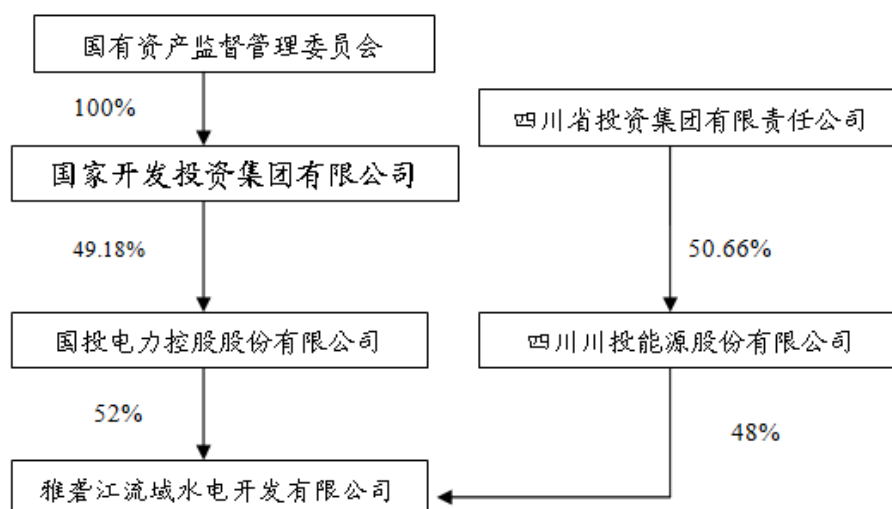 国有资产监督管理委员会
100%
四川省投资集团有限责任公司
国家开发投资集团有限公司
49.18%
50.66%
国投电力控股股份有限公司
四川川投能源股份有限公司
52%
48%
雅砻江流域水电开发有限公司